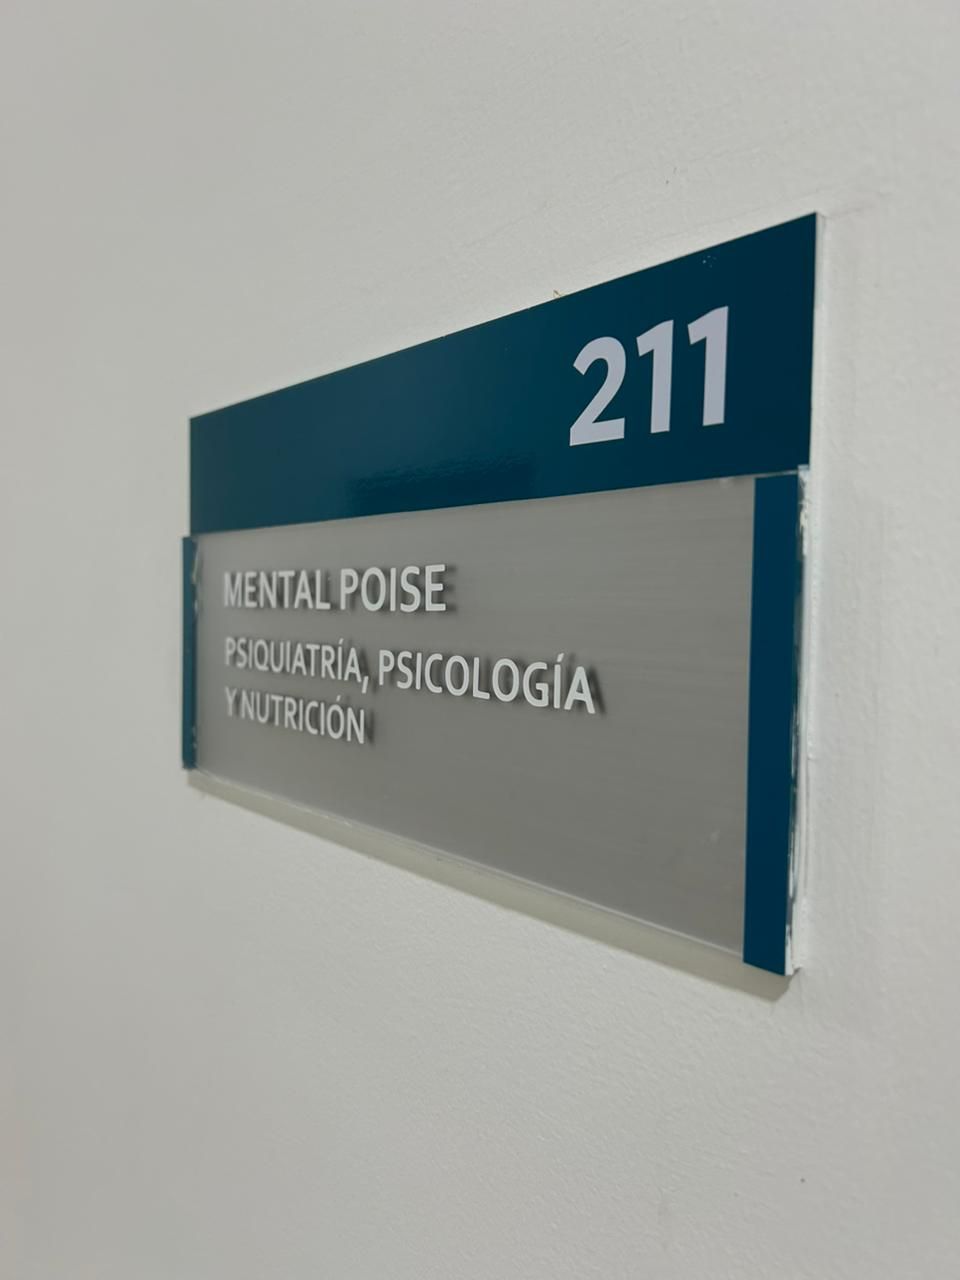 211
MENTAL POISE
PSIQUIATRÍA, PSICOLOGÍA
Y NUTRICIÓN